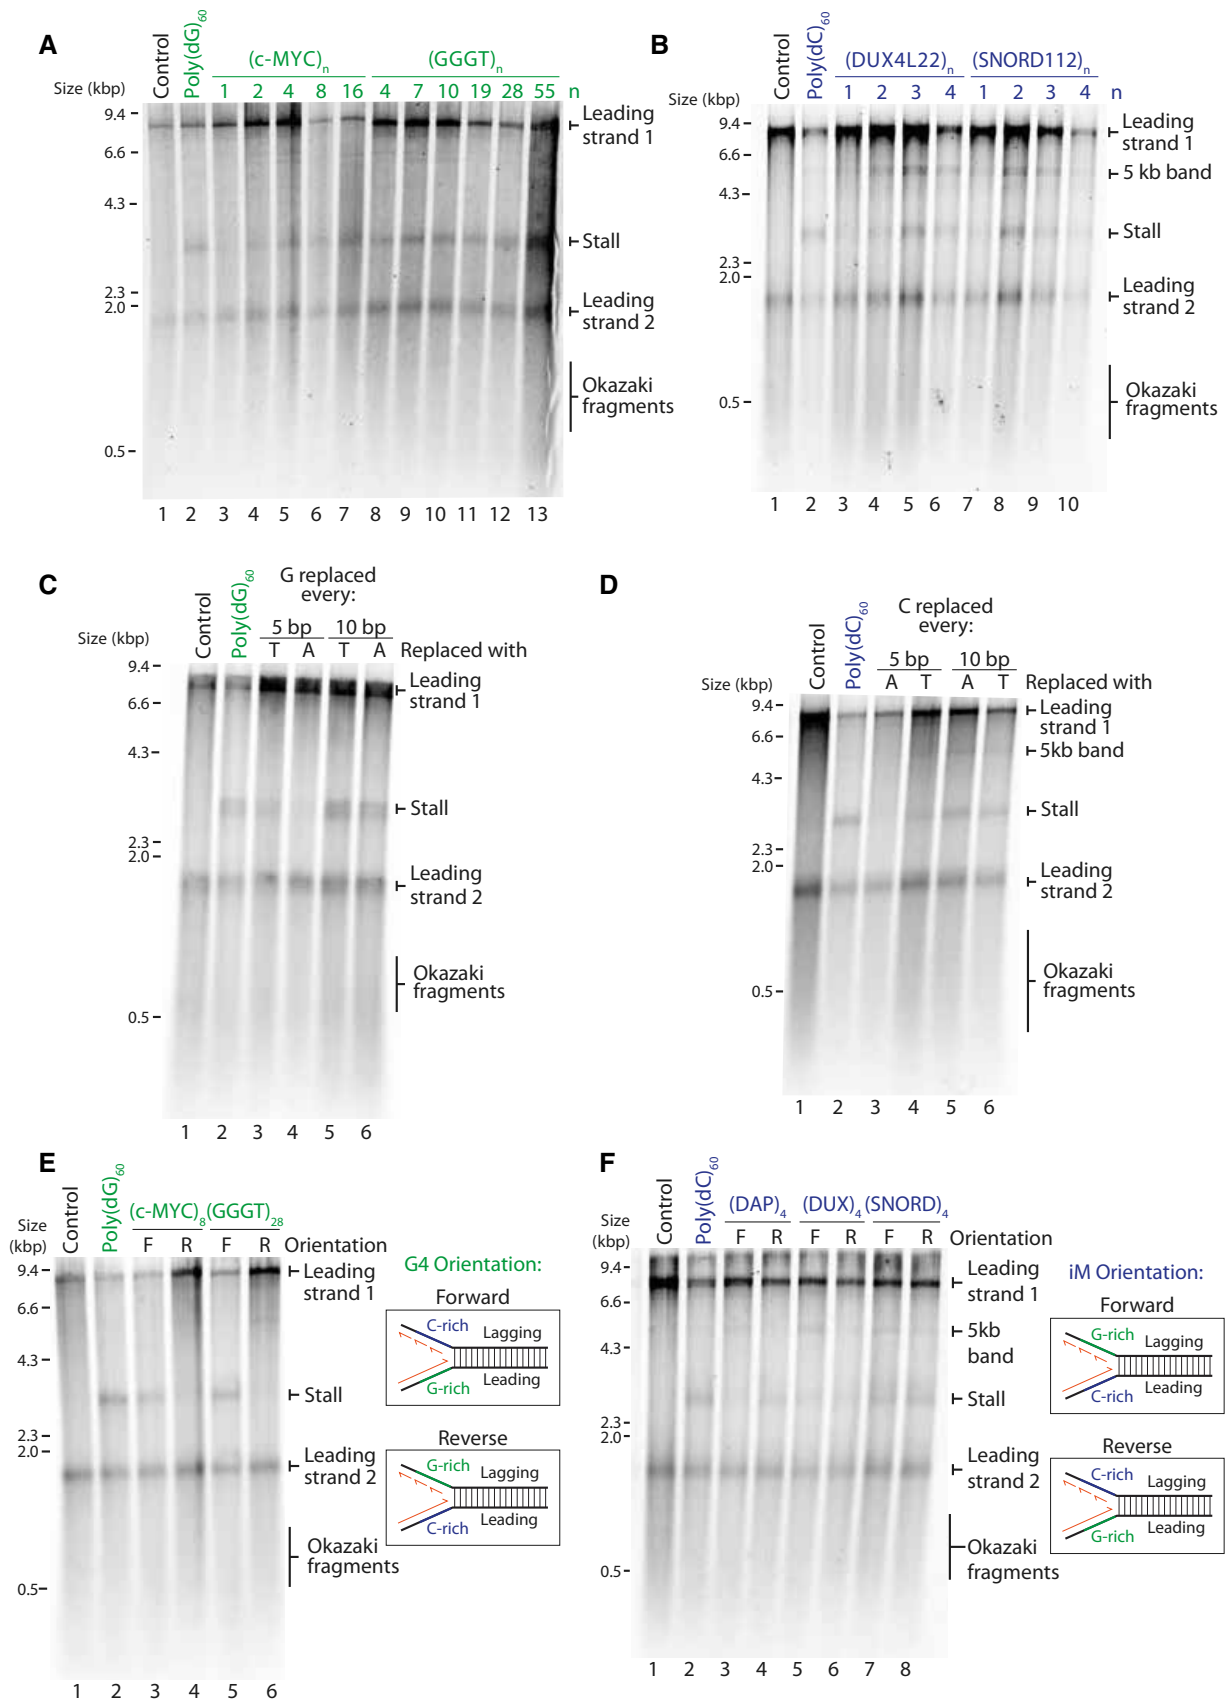 A
Control
Poly(dG)60
(c-MYC)n
(GGGT)n
Size (kbp)
1 2 4 8 16 4 7 10 19 28 55 n
9.4
6.6
4.3
2.3
2.0
0.5
Leading
strand 1
Stall
Leading
strand 2
Okazaki
fragments
1 2 3 4 5 6 7 8 9 10 11 12 13
B
Control
Poly(dC)60
(DUX4L22)n
(SNORD112)n
Size (kbp)
1 2 3 4 1 2 3 4 n
9.4
6.6
4.3
2.3
2.0
0.5
Leading
strand 1
5 kb band
Stall
Leading
strand 2
Okazaki
fragments
1 2 3 4 5 6 7 8 9 10
C
Control
Poly(dG)60
G replaced
every:
5 bp 10 bp
Size (kbp)
T A T A Replaced with
9.4
6.6
4.3
2.3
2.0
0.5
Leading
strand 1
Stall
Leading
strand 2
Okazaki
fragments
1 2 3 4 5 6
D
Control
Poly(dC)60
C replaced
every:
5 bp 10 bp
Size (kbp)
A T A T Replaced with
9.4
6.6
4.3
2.3
2.0
0.5
Leading
strand 1
5kb band
Stall
Leading
strand 2
Okazaki
fragments
1 2 3 4 5 6
E
Control
Poly(dG)60
(c-MYC)8 (GGGT)28
Size
(kbp)
F R F R Orientation
9.4
6.6
4.3
2.3
2.0
0.5
Leading
strand 1
Stall
Leading
strand 2
Okazaki
fragments
1 2 3 4 5 6
G4 Orientation:
Forward
C-rich
Lagging
G-rich
Leading
Reverse
G-rich
Lagging
C-rich
Leading
F
Control
Poly(dC)60
(DAP)4 (DUX)4 (SNORD)4
Size
(kbp)
F R F R F R Orientation
9.4
6.6
4.3
2.3
2.0
0.5
Leading
strand 1
5kb
band
Stall
Leading
strand 2
Okazaki
fragments
1 2 3 4 5 6 7 8
iM Orientation:
Forward
G-rich
Lagging
C-rich
Leading
Reverse
C-rich
Lagging
G-rich
Leading